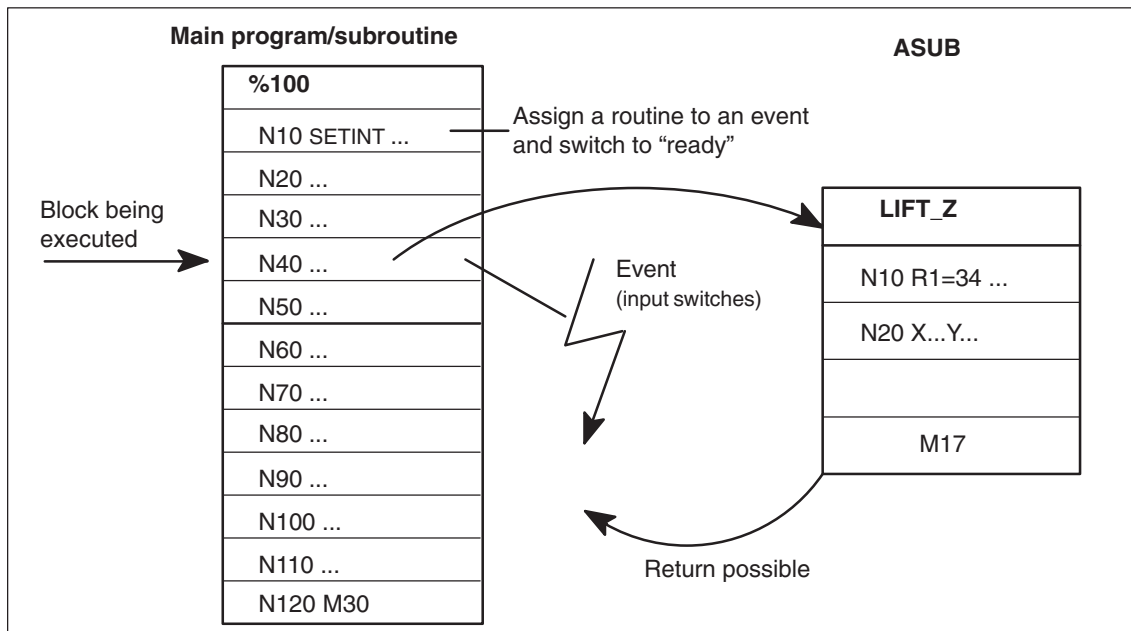 Main program/subroutine
%100
N10 SETINT ...
N20 ...
N30 ...
N40 ...
N50 ...
N60 ...
N70 ...
N80 ...
N90 ...
N100 ...
N110 ...
N120 M30
Block being
executed
Assign a routine to an event
and switch to “ready”
Event
(input switches)
ASUB
LIFT_Z
N10 R1=34 ...
N20 X...Y...
M17
Return possible